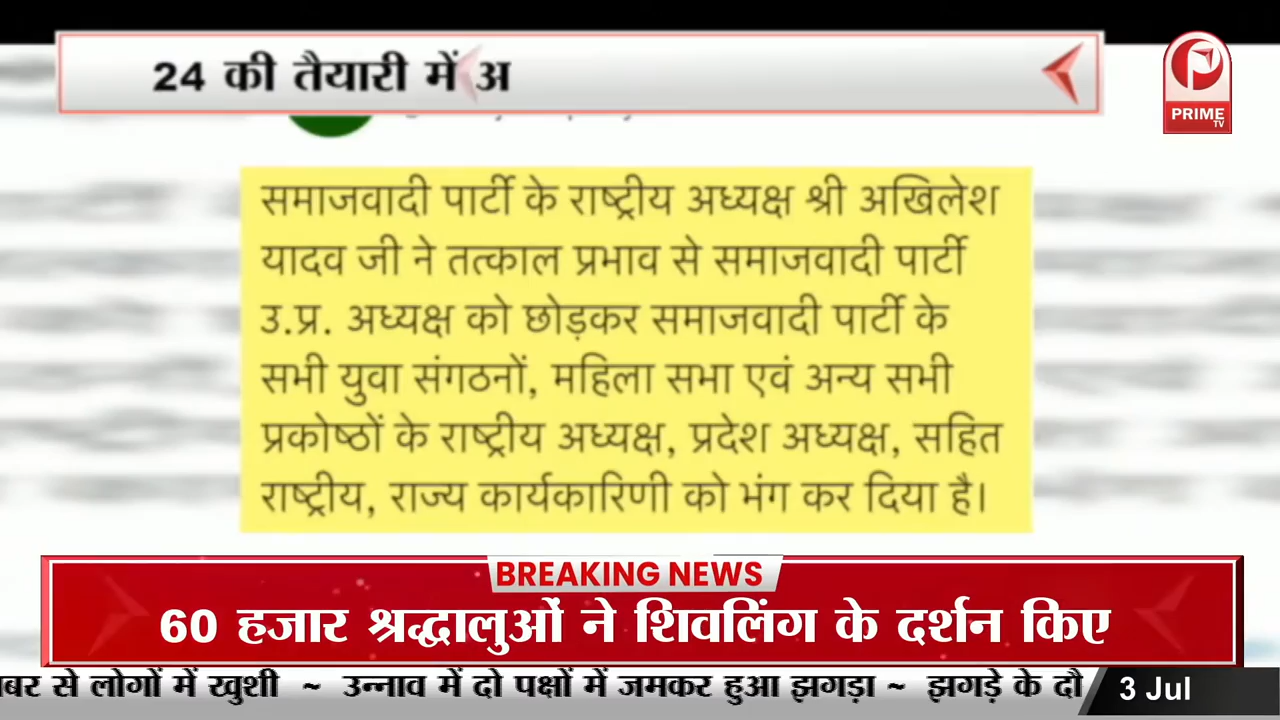 24 की तैयारी में अ
PRIME
TV
समाजवादी पार्टी के राष्ट्रीय अध्यक्ष श्री अखिलेश
यादव जी ने तत्काल प्रभाव से समाजवादी पार्टी
उ.प्र. अध्यक्ष को छोड़कर समाजवादी पार्टी के
सभी युवा संगठनों, महिला सभा एवं अन्य सभी
प्रकोष्ठों के राष्ट्रीय अध्यक्ष, प्रदेश अध्यक्ष, सहित
राष्ट्रीय, राज्य कार्यकारिणी को भंग कर दिया है।
BREAKING NEWS
60 हजार श्रद्धालुओं ने शिवलिंग के दर्शन किए
से लोगों में खुशी ~ उन्नाव में दो पक्षों में जमकर हुआ झगड़ा ~ झगड़े के दौ
3 Jul